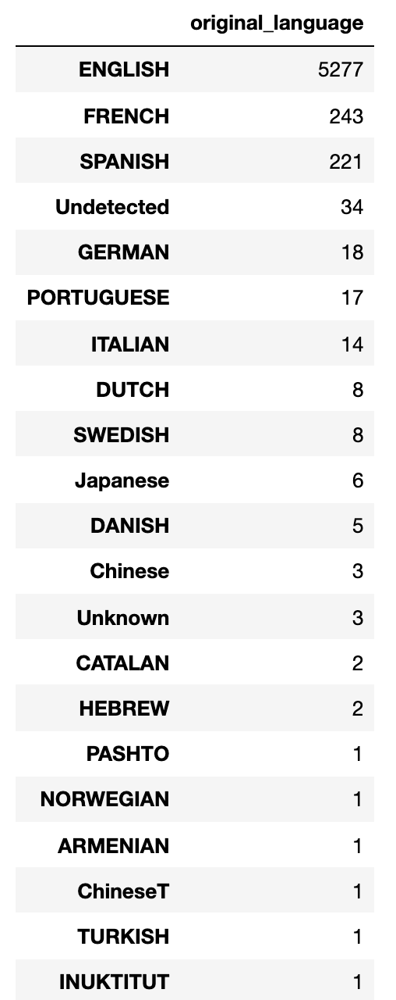 original_language
ENGLISH 5277
FRENCH 243
SPANISH 221
Undetected 34
GERMAN 18
PORTUGUESE 17
ITALIAN 14
DUTCH 8
SWEDISH 8
Japanese 6
DANISH 5
Chinese 3
Unknown 3
CATALAN 2
HEBREW 2
PASHTO 1
NORWEGIAN 1
ARMENIAN 1
ChineseT 1
TURKISH 1
INUKTITUT 1